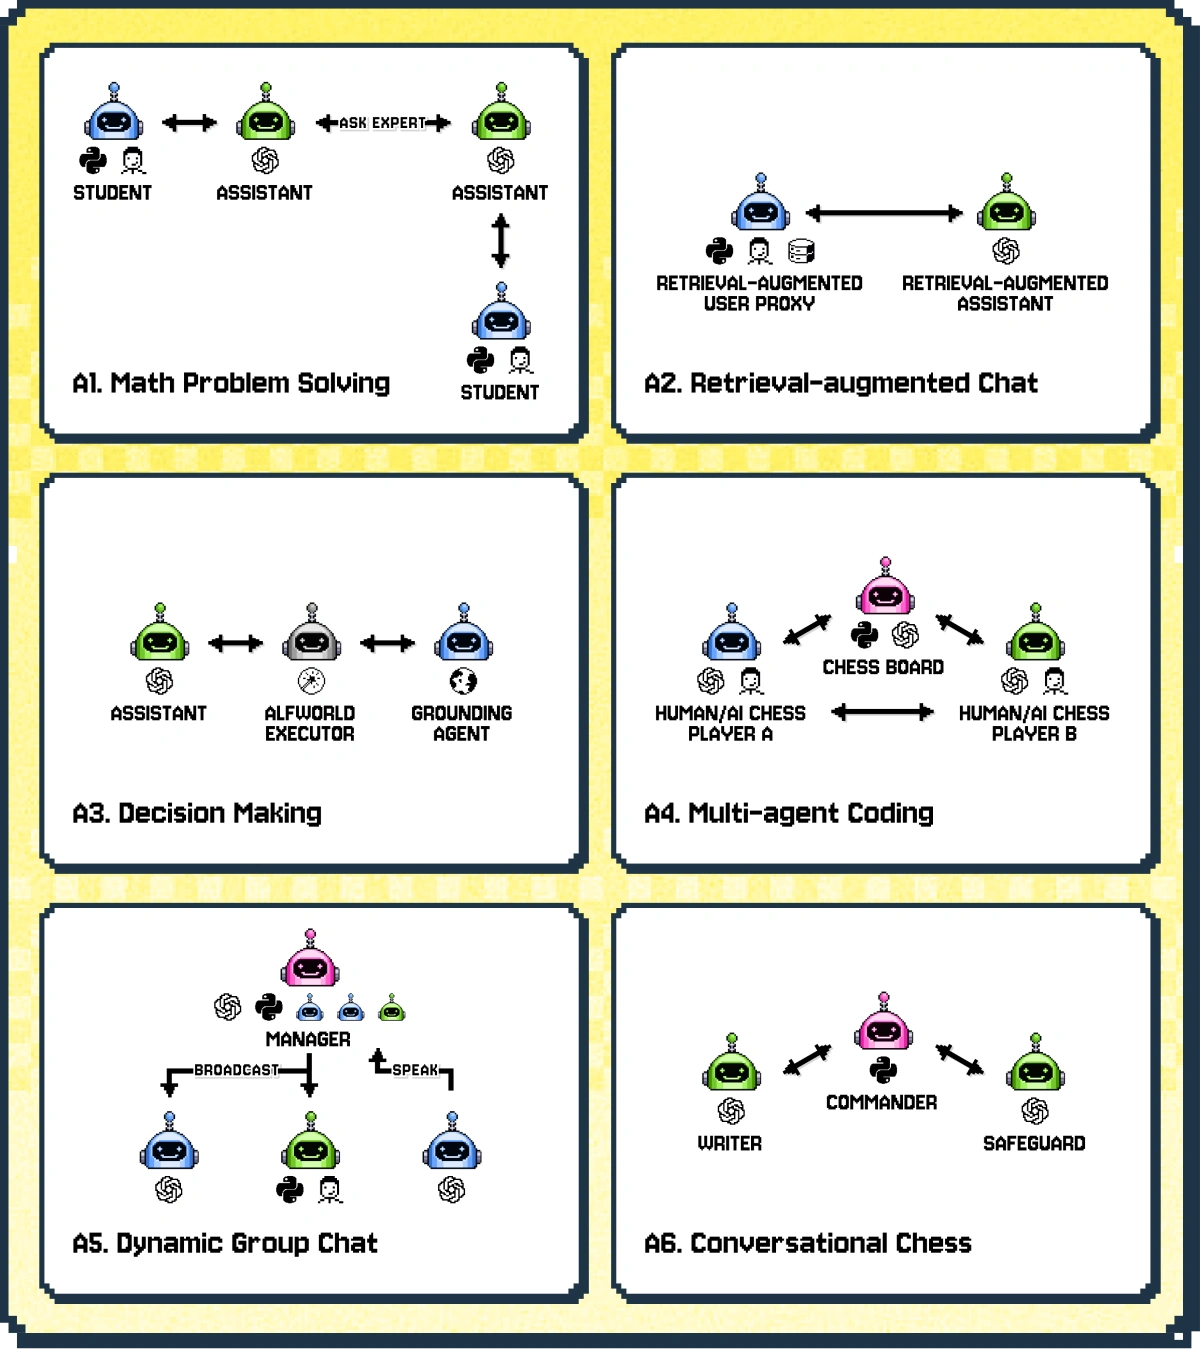 ASK EXPERT
STUDENT
ASSISTANT
ASSISTANT
STUDENT
A1. Math Problem Solving
RETRIEVAL-AUGMENTED
USER PROXY
RETRIEVAL-AUGMENTED
ASSISTANT
A2. Retrieval-augmented Chat
ASSISTANT
ALFWORLD
EXECUTOR
GROUNDING
AGENT
A3. Decision Making
CHESS BOARD
HUMAN/AI CHESS
PLAYER A
HUMAN/AI CHESS
PLAYER B
A4. Multi-agent Coding
MANAGER
BROADCAST
SPEAK
A5. Dynamic Group Chat
COMMANDER
WRITER
SAFEGUARD
A6. Conversational Chess